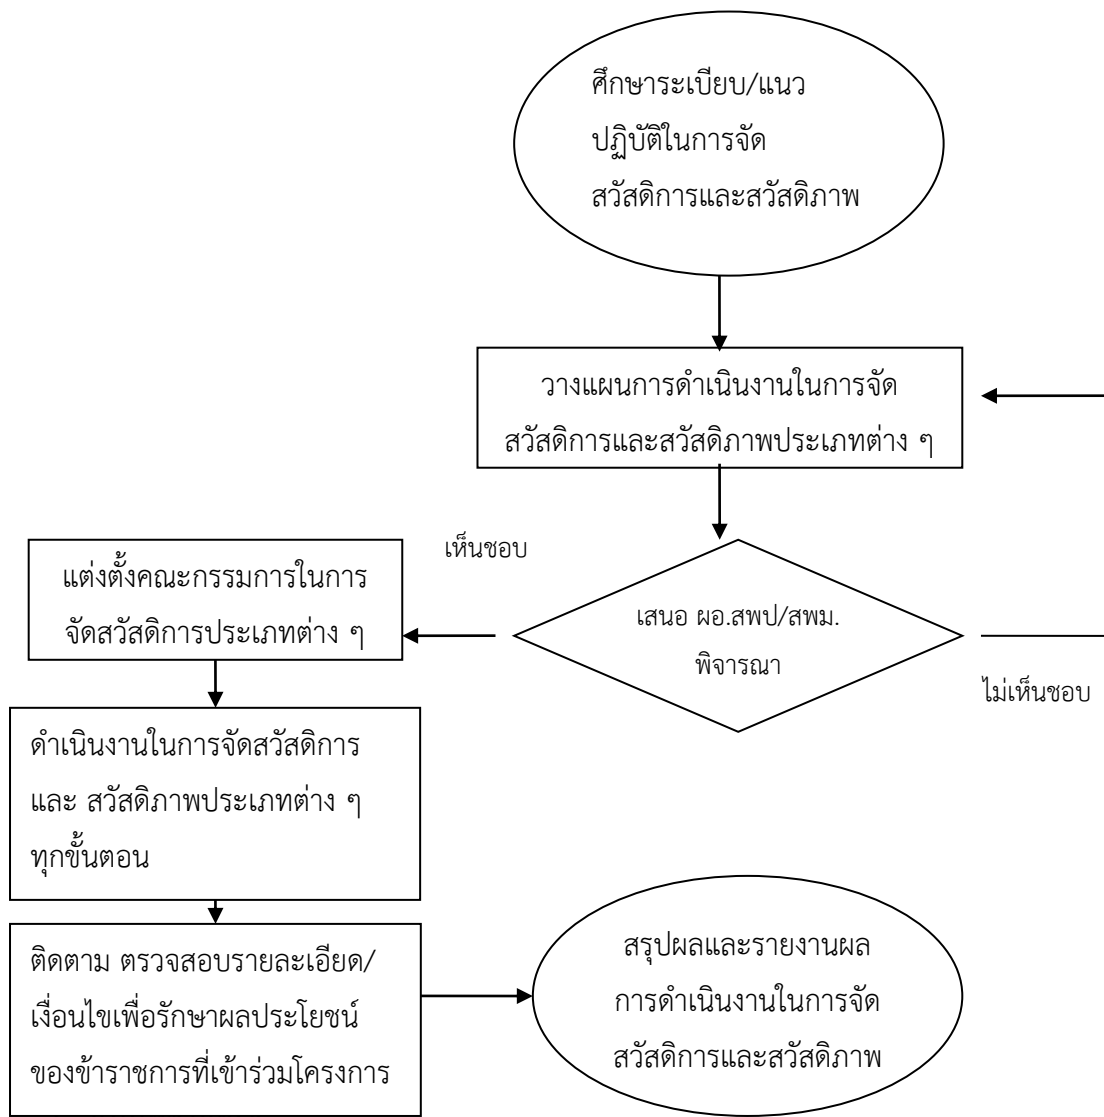 ศึกษาระเบียบ/แนว
ปฏิบัติในการจัด
สวัสดิการและสวัสดิภาพ
วางแผนการดำเนินงานในการจัด
สวัสดิการและสวัสดิภาพประเภทต่าง ๆ
เห็นชอบ
แต่งตั้งคณะกรรมการในการ
จัดสวัสดิการประเภทต่าง ๆ
เสนอ ผอ.สพป/สพม.
พิจารณา
ไม่เห็นชอบ
ดำเนินงานในการจัดสวัสดิการ
และ สวัสดิภาพประเภทต่าง ๆ
ทุกขั้นตอน
ติดตาม ตรวจสอบรายละเอียด/
เงื่อนไขเพื่อรักษาผลประโยชน์
ของข้าราชการที่เข้าร่วมโครงการ
สรุปผลและรายงานผล
การดำเนินงานในการจัด
สวัสดิการและสวัสดิภาพ